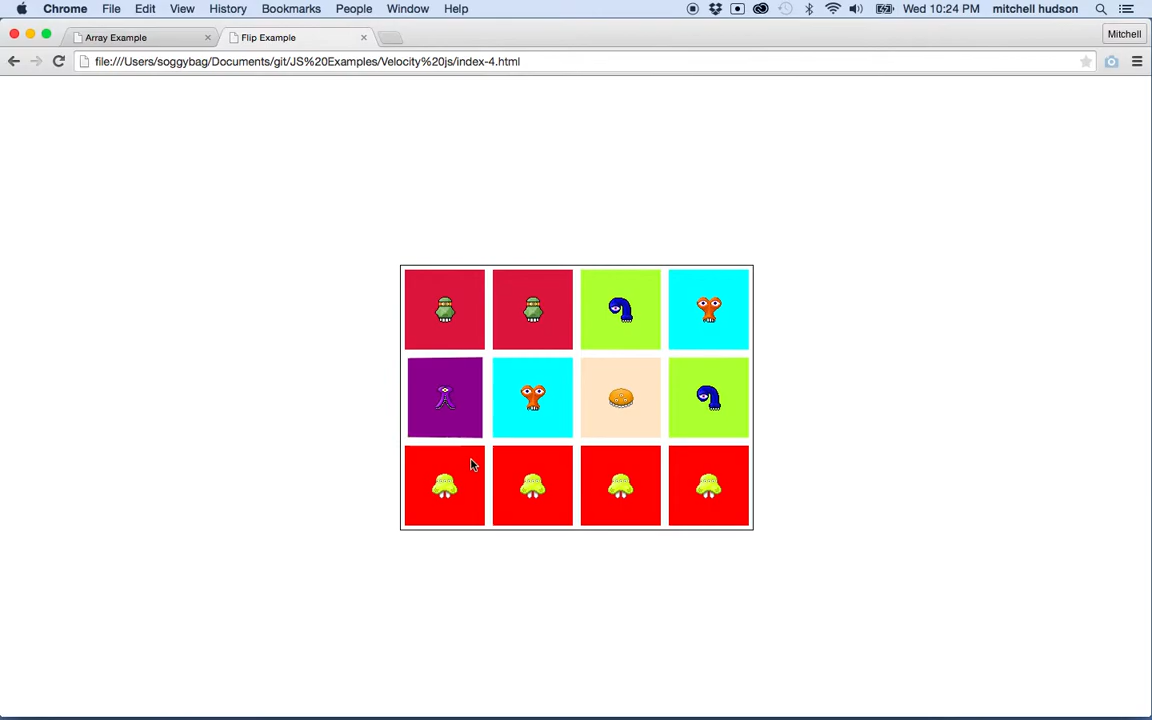 Chrome File Edit View History Bookmarks People Window Help Wed 10:24 PM mitchell hudson
Array Example Flip Example Mitchell
file:///Users/soggybag/Documents/git/JS%20Examples/Velocity%20js/index-4.html